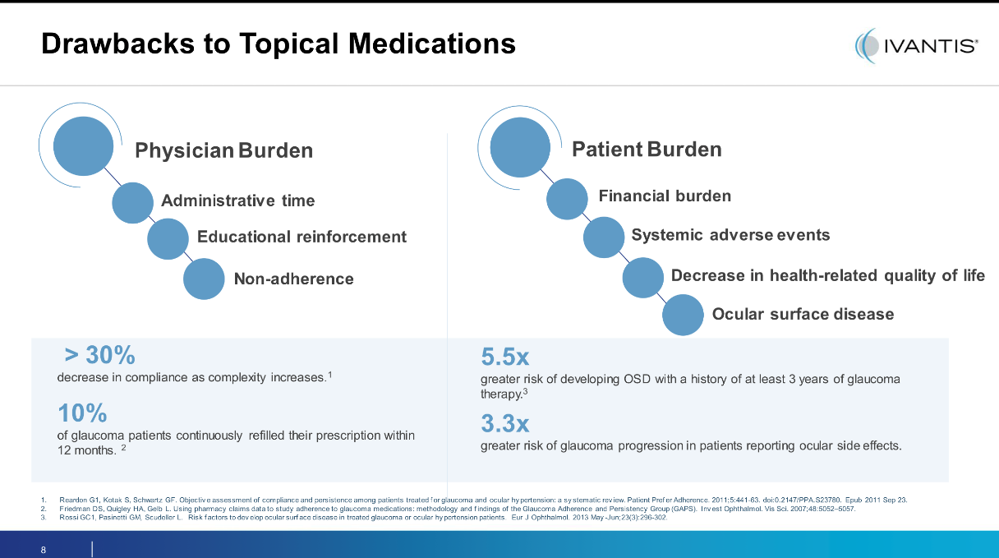 Drawbacks to Topical Medications
IVANTIS®
Physician Burden
Administrative time
Educational reinforcement
Non-adherence
> 30%
decrease in compliance as complexity increases.1
10%
of glaucoma patients continuously refilled their prescription within
12 months. 2
Patient Burden
Financial burden
Systemic adverse events
Decrease in health-related quality of life
Ocular surface disease
5.5x
greater risk of developing OSD with a history of at least 3 years of glaucoma
therapy.3
3.3x
greater risk of glaucoma progression in patients reporting ocular side effects.
1. Reardon G1, Kotak S, Schwartz GF. Objective assessment of compliance and persistence among patients treated for glaucoma and ocular hypertension: a systematic review. Patient Prefer Adherence. 2011;5:441-63. doi:0.2147/PPA.S23780. Epub 2011 Sep 23.
2. Friedman DS, Quigley HA, Gelb L. Using pharmacy claims data to study adherence to glaucoma medications: methodology and findings of the Glaucoma Adherence and Persistency Group (GAPS). Invest Ophthalmol. Vis Sci. 2007;48:5052–5057.
3. Rossi GC1, Pasinetti GM, Scudeller L. Risk factors to develop ocular surface disease in treated glaucoma or ocular hypertension patients. Eur J Ophthalmol. 2013 May-Jun;23(3):296-302.
8